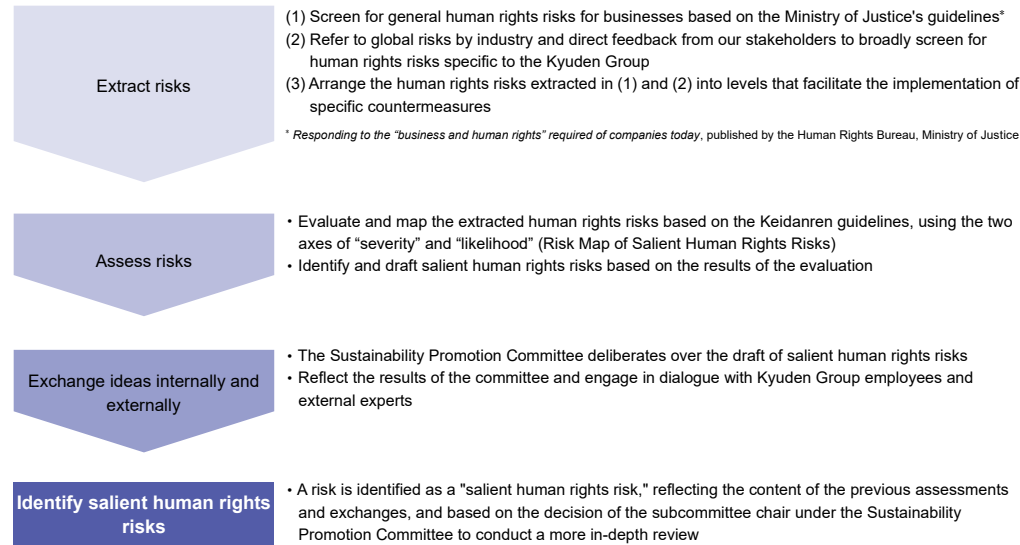 Extract risks
(1) Screen for general human rights risks for businesses based on the Ministry of Justice's guidelines*
(2) Refer to global risks by industry and direct feedback from our stakeholders to broadly screen for
human rights risks specific to the Kyuden Group
(3) Arrange the human rights risks extracted in (1) and (2) into levels that facilitate the implementation of
specific countermeasures
* Responding to the “business and human rights” required of companies today, published by the Human Rights Bureau, Ministry of Justice
Assess risks
• Evaluate and map the extracted human rights risks based on the Keidanren guidelines, using the two
axes of “severity” and “likelihood” (Risk Map of Salient Human Rights Risks)
• Identify and draft salient human rights risks based on the results of the evaluation
Exchange ideas internally and
externally
• The Sustainability Promotion Committee deliberates over the draft of salient human rights risks
• Reflect the results of the committee and engage in dialogue with Kyuden Group employees and
external experts
Identify salient human rights
risks
• A risk is identified as a "salient human rights risk," reflecting the content of the previous assessments
and exchanges, and based on the decision of the subcommittee chair under the Sustainability
Promotion Committee to conduct a more in-depth review